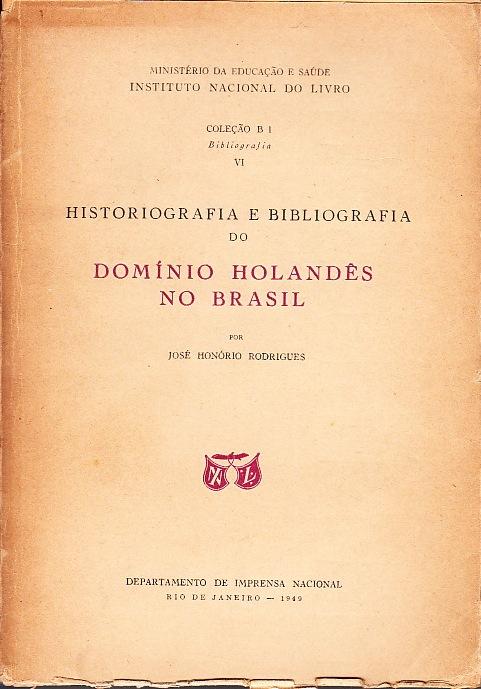 MINISTÉRIO DA EDUCAÇÃO E SAÚDE
INSTITUTO NACIONAL DO LIVRO
COLEÇÃO B 1
Bibliografia
VI
HISTORIOGRAFIA E BIBLIOGRAFIA
DO
DOMÍNIO HOLANDÊS
NO BRASIL
POR
JOSÉ HONÓRIO RODRIGUES
DEPARTAMENTO DE IMPRENSA NACIONAL
RIO DE JANEIRO — 1949